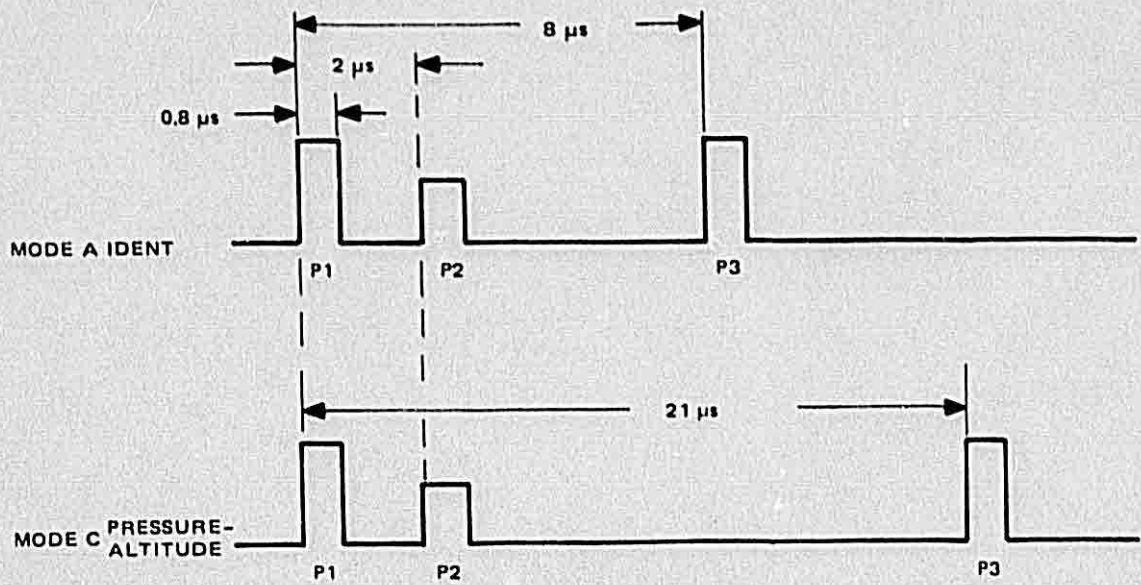 8 µs
2 µs
0.8 µs
MODE A IDENT
P1
P2
P3
21 µs
MODE C PRESSURE-
ALTITUDE
P1
P2
P3